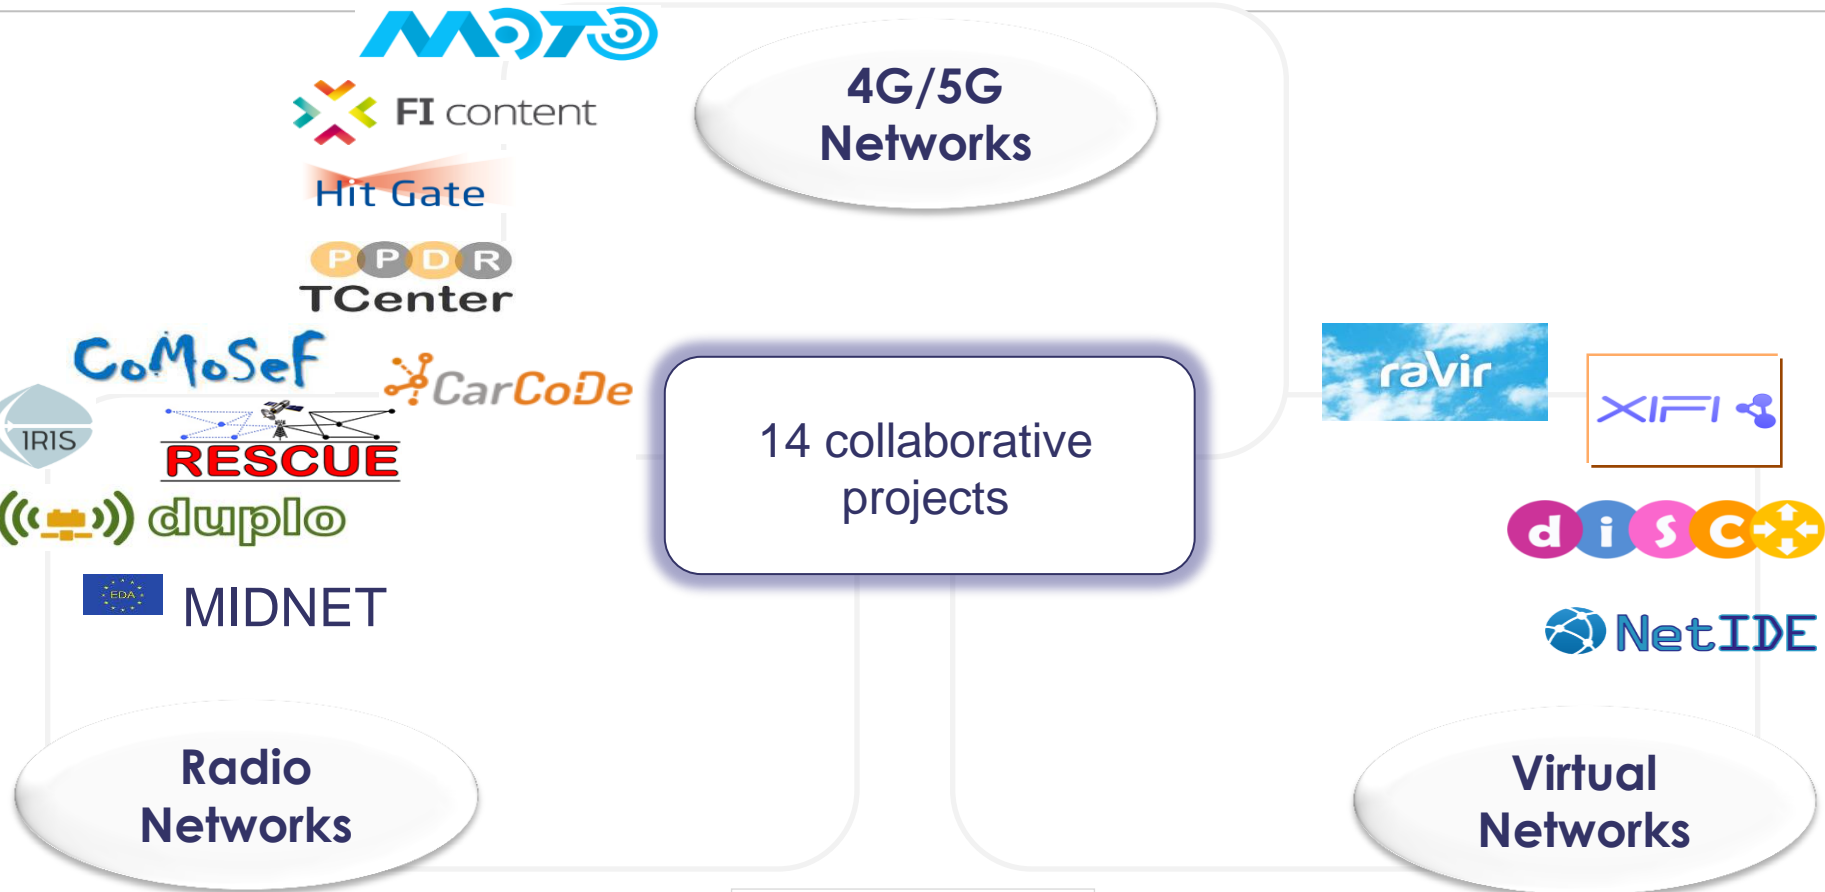 MOTO
FI content
Hit Gate
PPDR
TCenter
4G/5G
Networks
CoMoSeF
CarCoDe
IRIS
RESCUE
duplo
EDA
MIDNET
14 collaborative
projects
raVir
XIFI
disc
NetIDE
Radio
Networks
Virtual
Networks